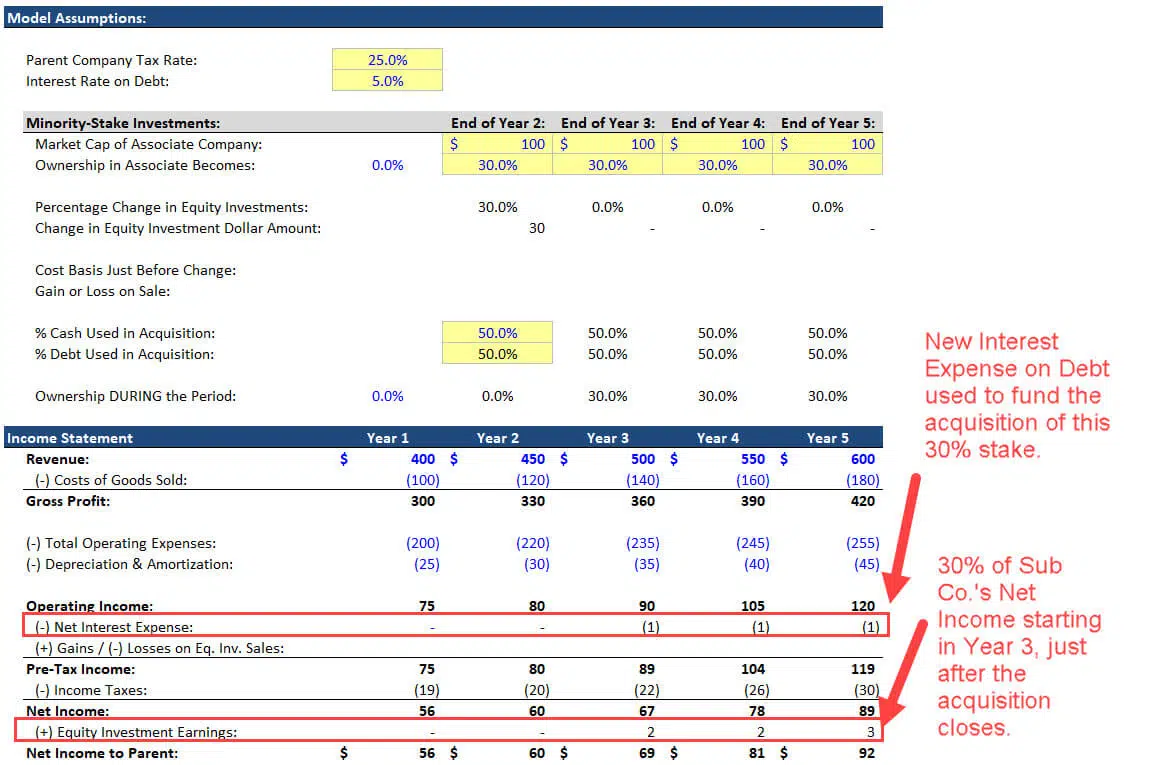 Model Assumptions:
Parent Company Tax Rate: 25.0%
Interest Rate on Debt: 5.0%
Minority-Stake Investments: End of Year 2: End of Year 3: End of Year 4: End of Year 5:
Market Cap of Associate Company: $ 100 $ 100 $ 100 $ 100
Ownership in Associate Becomes: 0.0% 30.0% 30.0% 30.0% 30.0%
Percentage Change in Equity Investments: 30.0% 0.0% 0.0% 0.0%
Change in Equity Investment Dollar Amount: 30 - - -
Cost Basis Just Before Change:
Gain or Loss on Sale:
% Cash Used in Acquisition: 50.0% 50.0% 50.0% 50.0%
% Debt Used in Acquisition: 50.0% 50.0% 50.0% 50.0%
Ownership DURING the Period: 0.0% 0.0% 30.0% 30.0% 30.0%
Income Statement Year 1 Year 2 Year 3 Year 4 Year 5
Revenue: $ 400 $ 450 $ 500 $ 550 $ 600
(-) Costs of Goods Sold: (100) (120) (140) (160) (180)
Gross Profit: 300 330 360 390 420
(-) Total Operating Expenses: (200) (220) (235) (245) (255)
(-) Depreciation & Amortization: (25) (30) (35) (40) (45)
Operating Income: 75 80 90 105 120
(-) Net Interest Expense: - - (1) (1) (1)
(+) Gains / (-) Losses on Eq. Inv. Sales:
Pre-Tax Income: 75 80 89 104 119
(-) Income Taxes: (19) (20) (22) (26) (30)
Net Income: 56 60 67 78 89
(+) Equity Investment Earnings: - - 2 2 3
Net Income to Parent: $ 56 $ 60 $ 69 $ 81 $ 92
New Interest
Expense on Debt
used to fund the
acquisition of this
30% stake.
30% of Sub
Co.'s Net
Income starting
in Year 3, just
after the
acquisition
closes.